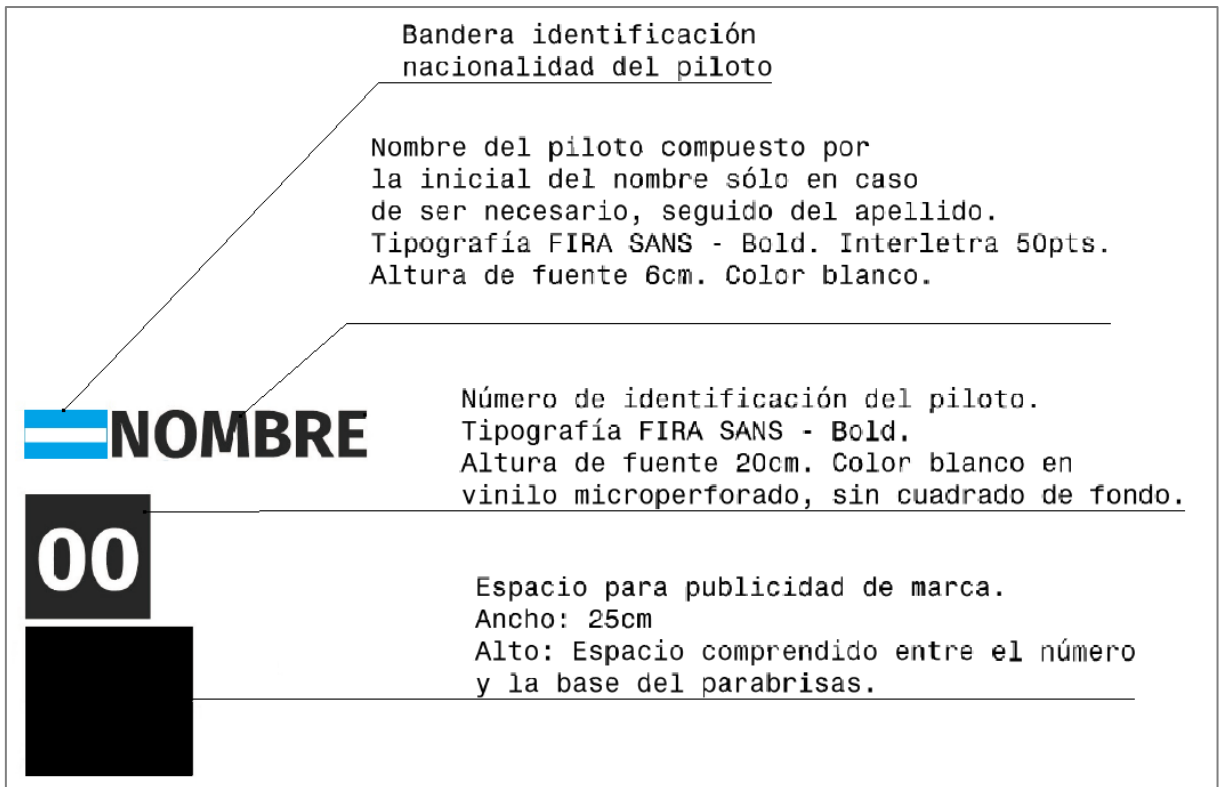 Bandera identificación
nacionalidad del piloto
Nombre del piloto compuesto por
la inicial del nombre sólo en caso
de ser necesario, seguido del apellido.
Tipografía FIRA SANS - Bold. Interletra 50pts.
Altura de fuente 6cm. Color blanco.
NOMBRE
Número de identificación del piloto.
Tipografía FIRA SANS - Bold.
Altura de fuente 20cm. Color blanco en
vinilo microperforado, sin cuadrado de fondo.
00
Espacio para publicidad de marca.
Ancho: 25cm
Alto: Espacio comprendido entre el número
y la base del parabrisas.